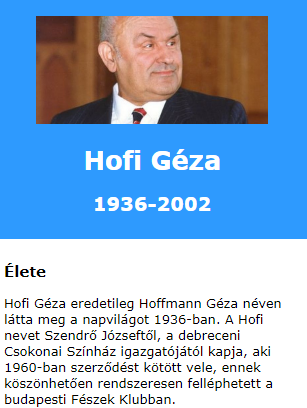 Hofi Géza
1936-2002
Élete
Hofi Géza eredetileg Hoffmann Géza néven
látta meg a napvilágot 1936-ban. A Hofi
nevet Szendrő Józseftől, a debreceni
Csokonai Színház igazgatójától kapja, aki
1960-ban szerződést kötött vele, ennek
köszönhetően rendszeresen felléphetett a
budapesti Fészek Klubban.